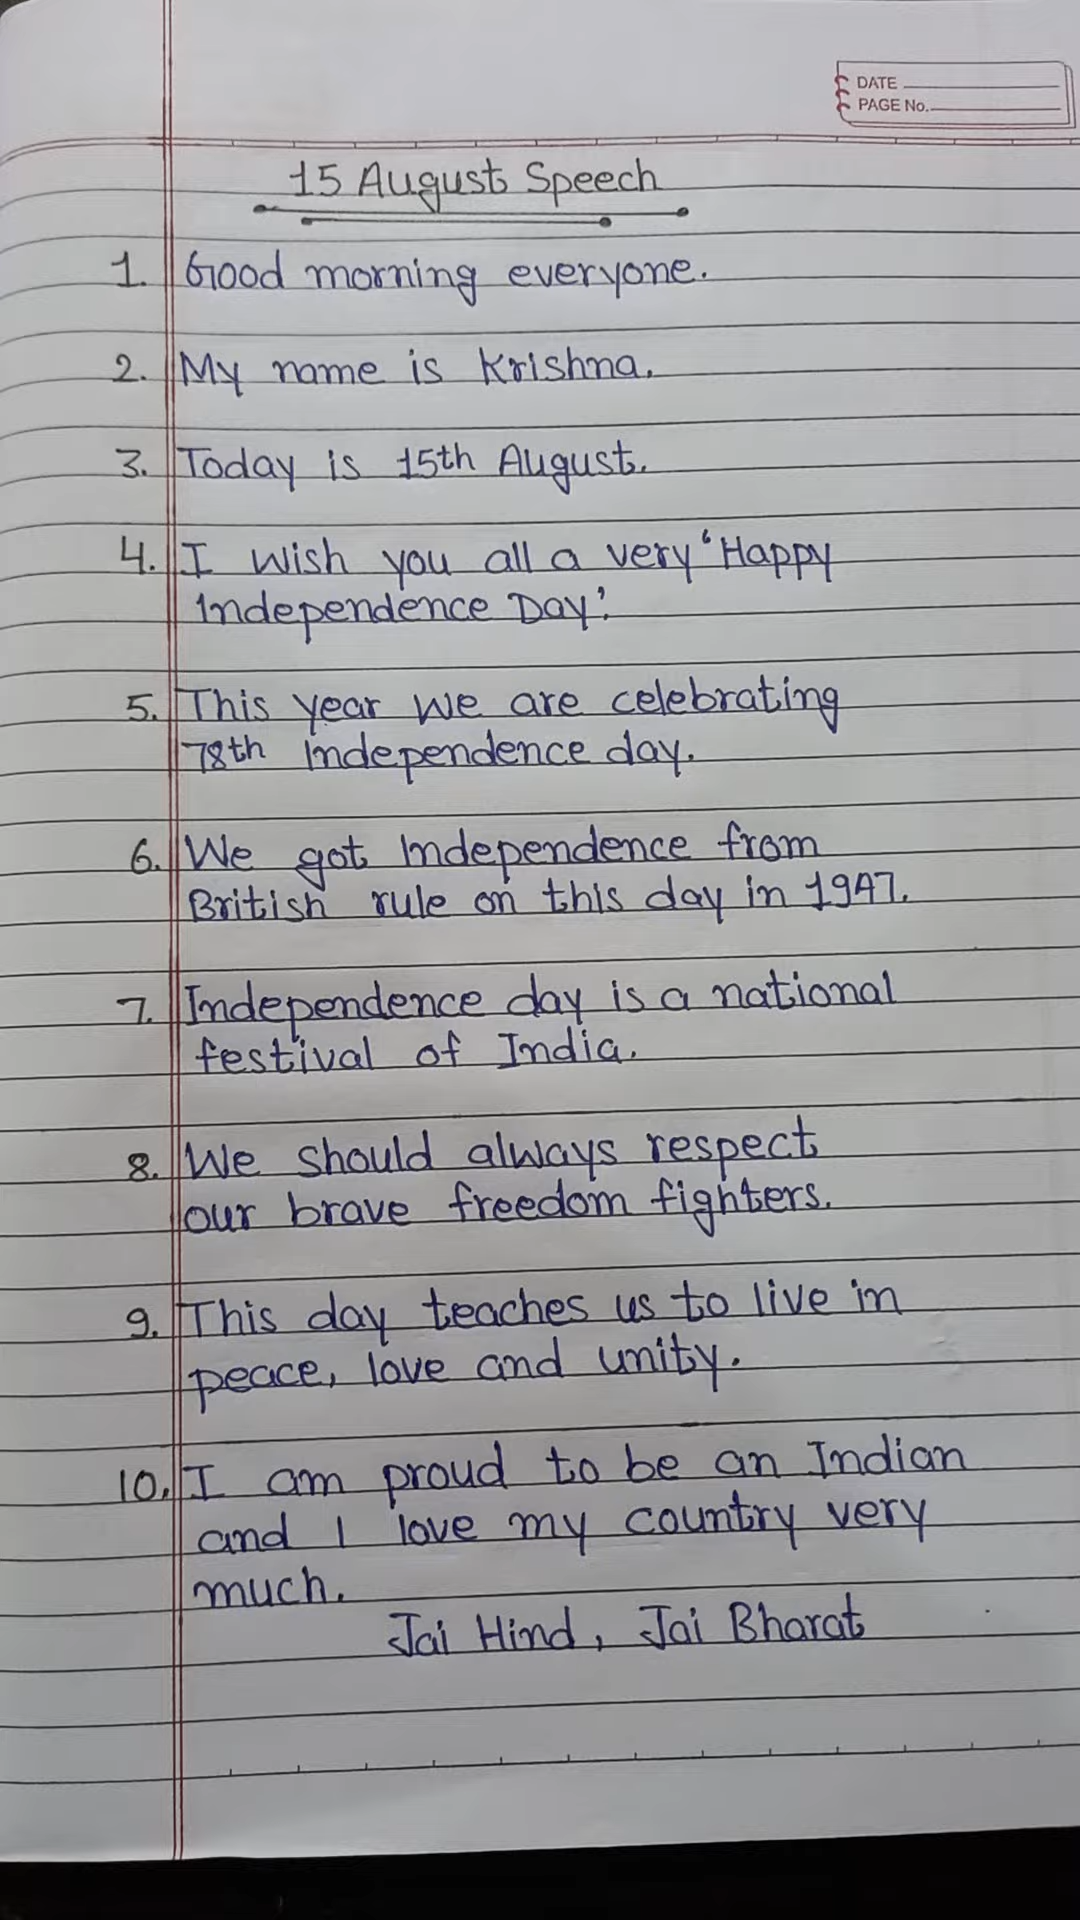 DATE
PAGE No.
15 August Speech
1. Good morning everyone.
2. My name is Krishna.
3. Today is 15th August.
4. I wish you all a very 'Happy
Independence Day'.
5. This year we are celebrating
78th Independence day.
6. We got Independence from
British rule on this day in 1947.
7. Independence day is a national
festival of India.
8. We should always respect
our brave freedom fighters.
9. This day teaches us to live in
peace, love and unity.
10. I am proud to be an Indian
and I love my country very
much.
Jai Hind, Jai Bharat